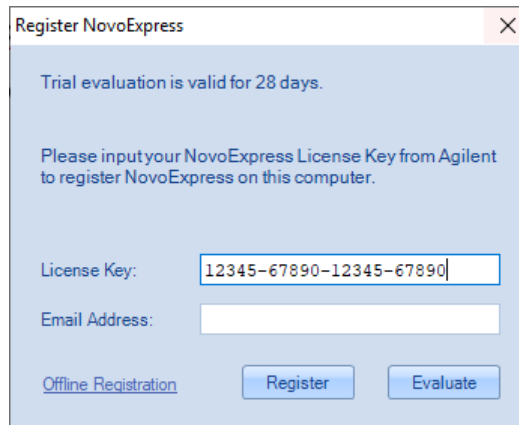 Register NovoExpress
Trial evaluation is valid for 28 days.
Please input your NovoExpress License Key from Agilent
to register NovoExpress on this computer.
License Key: 12345-67890-12345-67890
Email Address:
Offline Registration Register Evaluate